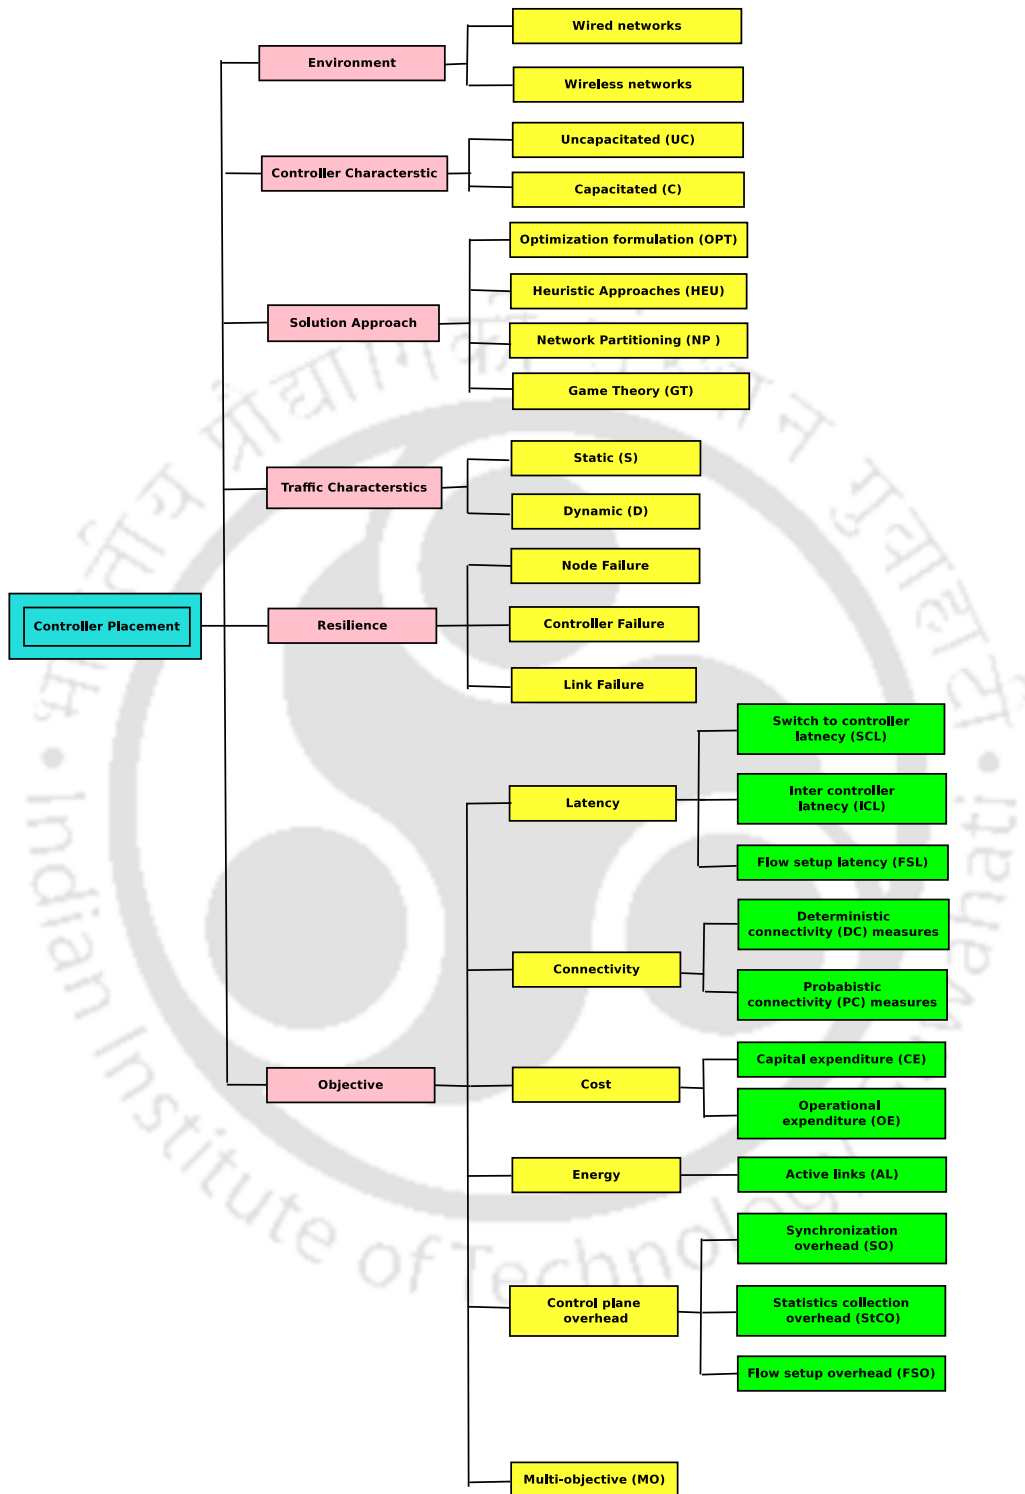 Controller Placement
Environment
Wired networks
Wireless networks
Controller Characterstic
Uncapacitated (UC)
Capacitated (C)
Solution Approach
Optimization formulation (OPT)
Heuristic Approaches (HEU)
Network Partitioning (NP )
Game Theory (GT)
Traffic Characterstics
Static (S)
Dynamic (D)
Resilience
Node Failure
Controller Failure
Link Failure
Objective
Latency
Switch to controller
latnecy (SCL)
Inter controller
latnecy (ICL)
Flow setup latency (FSL)
Connectivity
Deterministic
connectivity (DC) measures
Probabistic
connectivity (PC) measures
Cost
Capital expenditure (CE)
Operational
expenditure (OE)
Energy
Active links (AL)
Control plane
overhead
Synchronization
overhead (SO)
Statistics collection
overhead (StCO)
Flow setup overhead (FSO)
Multi-objective (MO)
Indian Institute of Technology